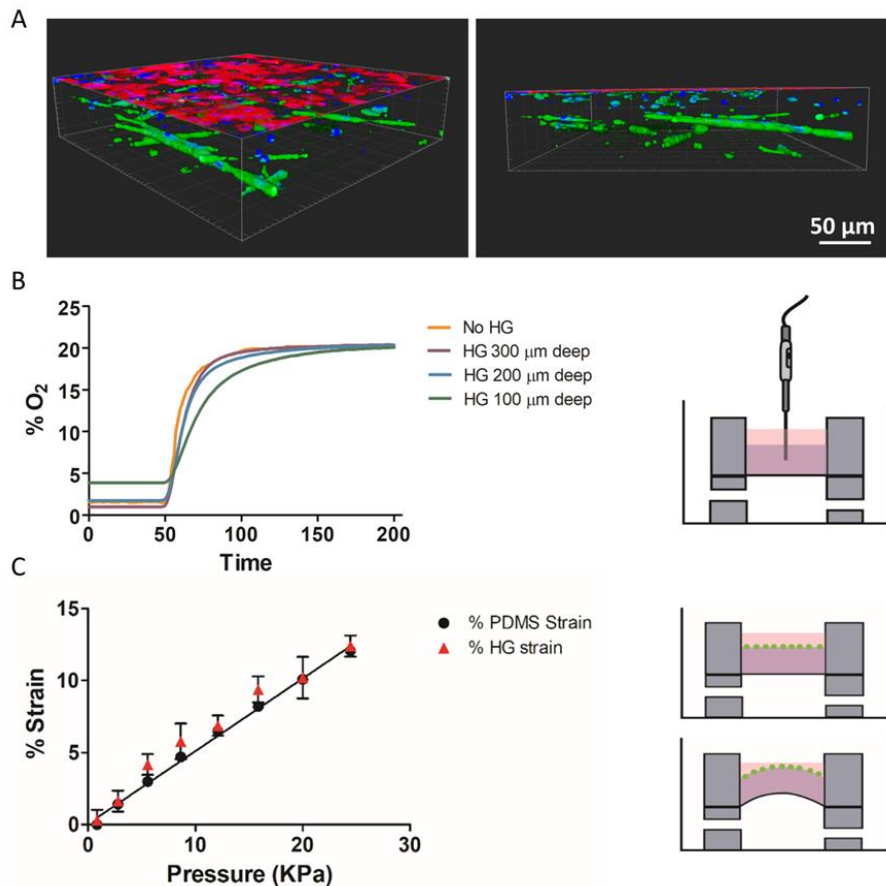 A
50 µm
B
25
20
15
10
5
0
% O₂
0 50 100 150 200
Time
No HG
HG 300 µm deep
HG 200 µm deep
HG 100 µm deep
C
15
10
5
0
% Strain
0 10 20 30
Pressure (KPa)
% PDMS Strain
% HG strain